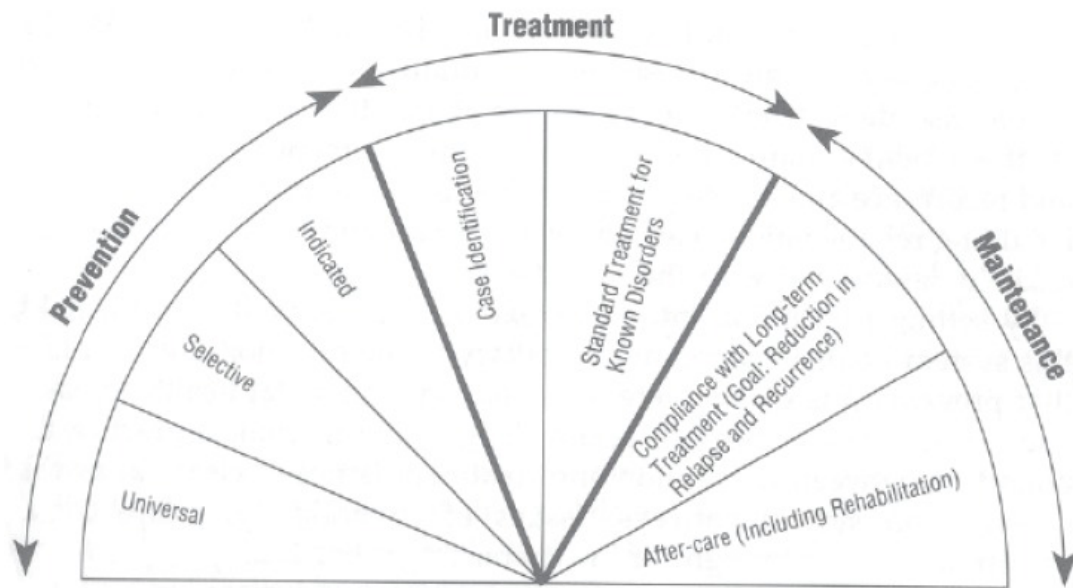 Treatment
Prevention
Maintenance
Universal
Selective
Indicated
Case Identification
Standard Treatment for
Known Disorders
Compliance with Long-term
Treatment (Goal: Reduction in
Relapse and Recurrence)
After-care (Including Rehabilitation)